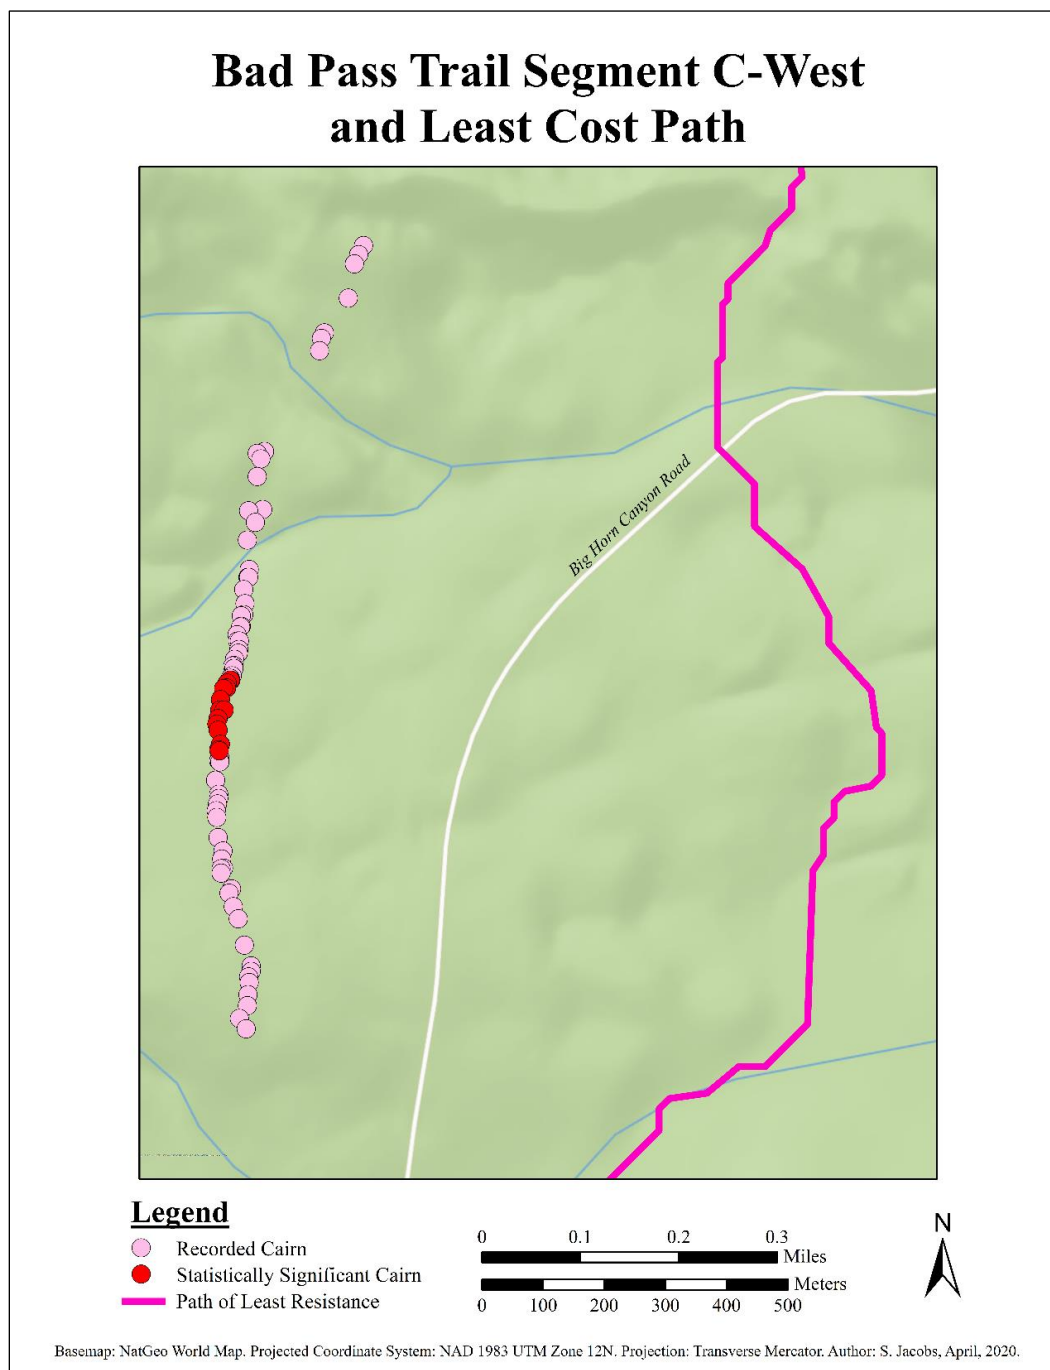 Bad Pass Trail Segment C-West
and Least Cost Path
Big Horn Canyon Road
Legend
Recorded Cairn
Statistically Significant Cairn
Path of Least Resistance
0 0.1 0.2 0.3
Miles
Meters
0 100 200 300 400 500
N
Basemap: NatGeo World Map. Projected Coordinate System: NAD 1983 UTM Zone 12N. Projection: Transverse Mercator. Author: S. Jacobs, April, 2020.